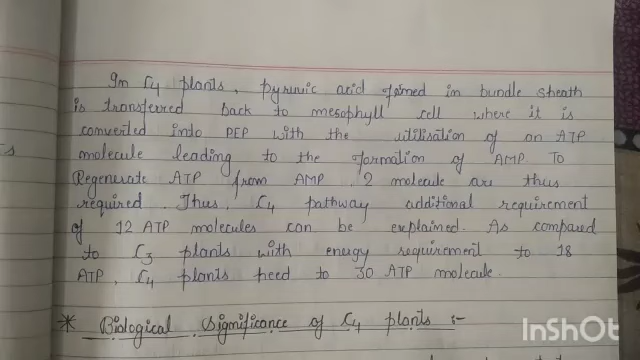 In C4 plants, pyruvic acid formed in bundle sheath
is transferred back to mesophyll cell where it is
converted into PEP with the utilisation of an ATP
molecule leading to the formation of AMP. To
Regenerate ATP from AMP, 2 molecule are thus
required. Thus, C4 pathway additional requirement
of 12 ATP molecules can be explained. As compared
to C3 plants with energy requirement to 18
ATP, C4 plants need to 30 ATP molecule.
* Biological significance of C4 plants :-
InShOt